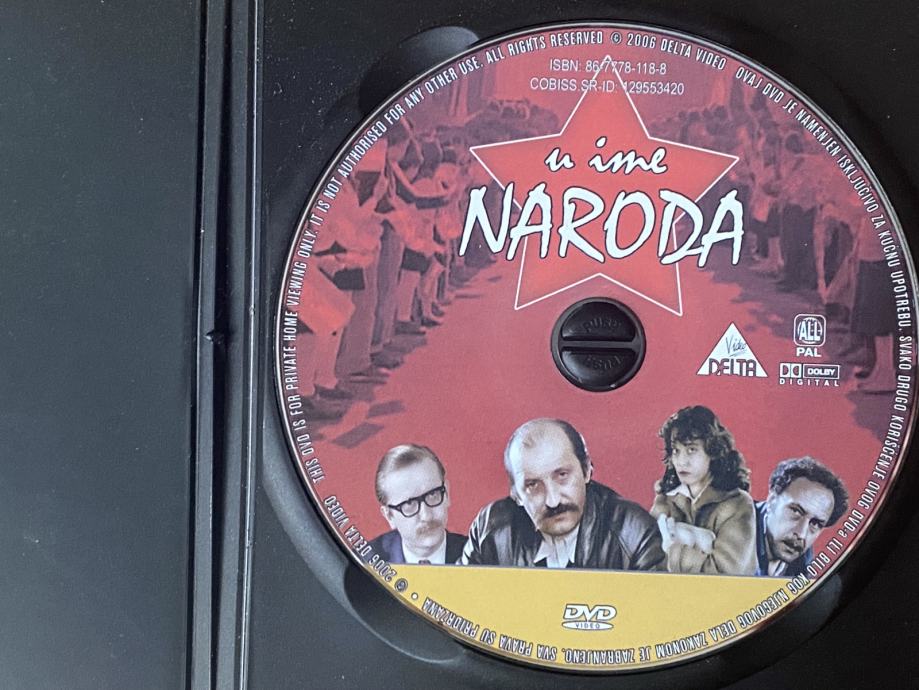 ISBN: 86-7778-118-8
COBISS.SR-ID: 129553420
u ime
NARODA
Video
DELTA
ALL
PAL
DOLBY
DIGITAL
DVD
VIDEO
PUSH
PUSH
© 2006 DELTA VIDEO THIS DVD IS FOR PRIVATE HOME VIEWING ONLY. IT IS NOT AUTHORISED FOR ANY OTHER USE. ALL RIGHTS RESERVED © 2006 DELTA VIDEO OVAJ DVD JE NAMENJEN ISKLJUČIVO ZA KUĆNU UPOTREBU. SVAKO DRUGO KORIŠĆENJE OVOG DVD-a ILI BILO KOG NJEGOVOG DELA ZAKONOM JE ZABRANJENO. SVA PRAVA SU PRIDRŽANA